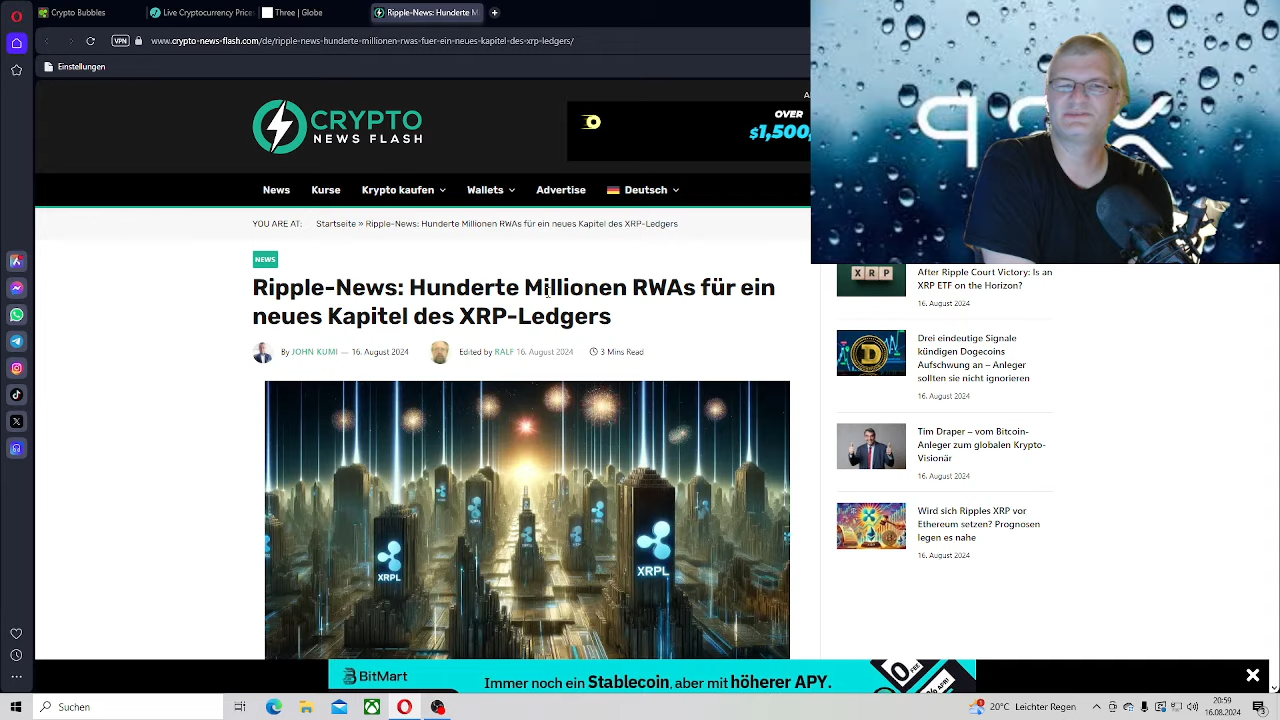 Crypto Bubbles
Live Cryptocurrency Price
Three | Globe
Ripple-News: Hunderte M
VPN
www.crypto-news-flash.com/de/ripple-news-hunderte-millionen-rwas-fuer-ein-neues-kapitel-des-xrp-ledgers/
Einstellungen
CRYPTO
NEWS FLASH
OVER
$1,500,
News
Kurse
Krypto kaufen
Wallets
Advertise
Deutsch
YOU ARE AT:
Startseite » Ripple-News: Hunderte Millionen RWAs für ein neues Kapitel des XRP-Ledgers
NEWS
Ripple-News: Hunderte Millionen RWAs für ein
neues Kapitel des XRP-Ledgers
By JOHN KUMI — 16. August 2024
Edited by RALF 16. August 2024
3 Mins Read
XRPL
XRPL
X R P
After Ripple Court Victory: Is an
XRP ETF on the Horizon?
16. August 2024
Drei eindeutige Signale
kündigen Dogecoins
Aufschwung an – Anleger
sollten sie nicht ignorieren
16. August 2024
Tim Draper – vom Bitcoin-
Anleger zum globalen Krypto-
Visionär
16. August 2024
Wird sich Ripples XRP vor
Ethereum setzen? Prognosen
legen es nahe
16. August 2024
BitMart
Immer noch ein Stablecoin, aber mit höherer APY.
Suchen
20°C Leichter Regen
20:59
16.08.2024